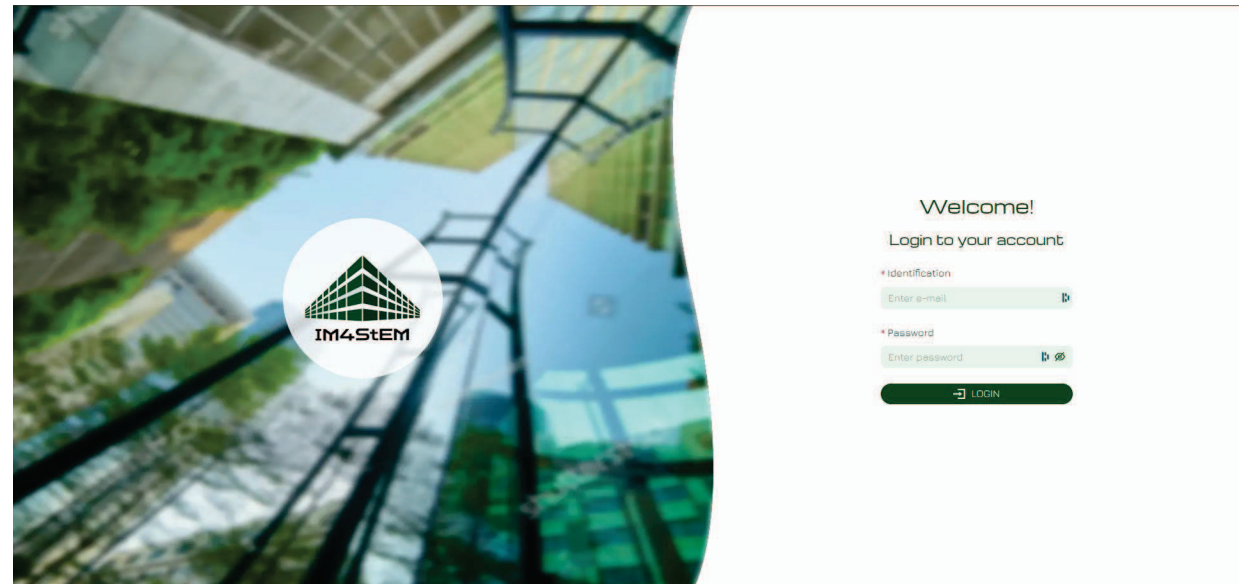 IM4StEM
Welcome!
Login to your account
* Identification
Enter e-mail
* Password
Enter password
LOGIN